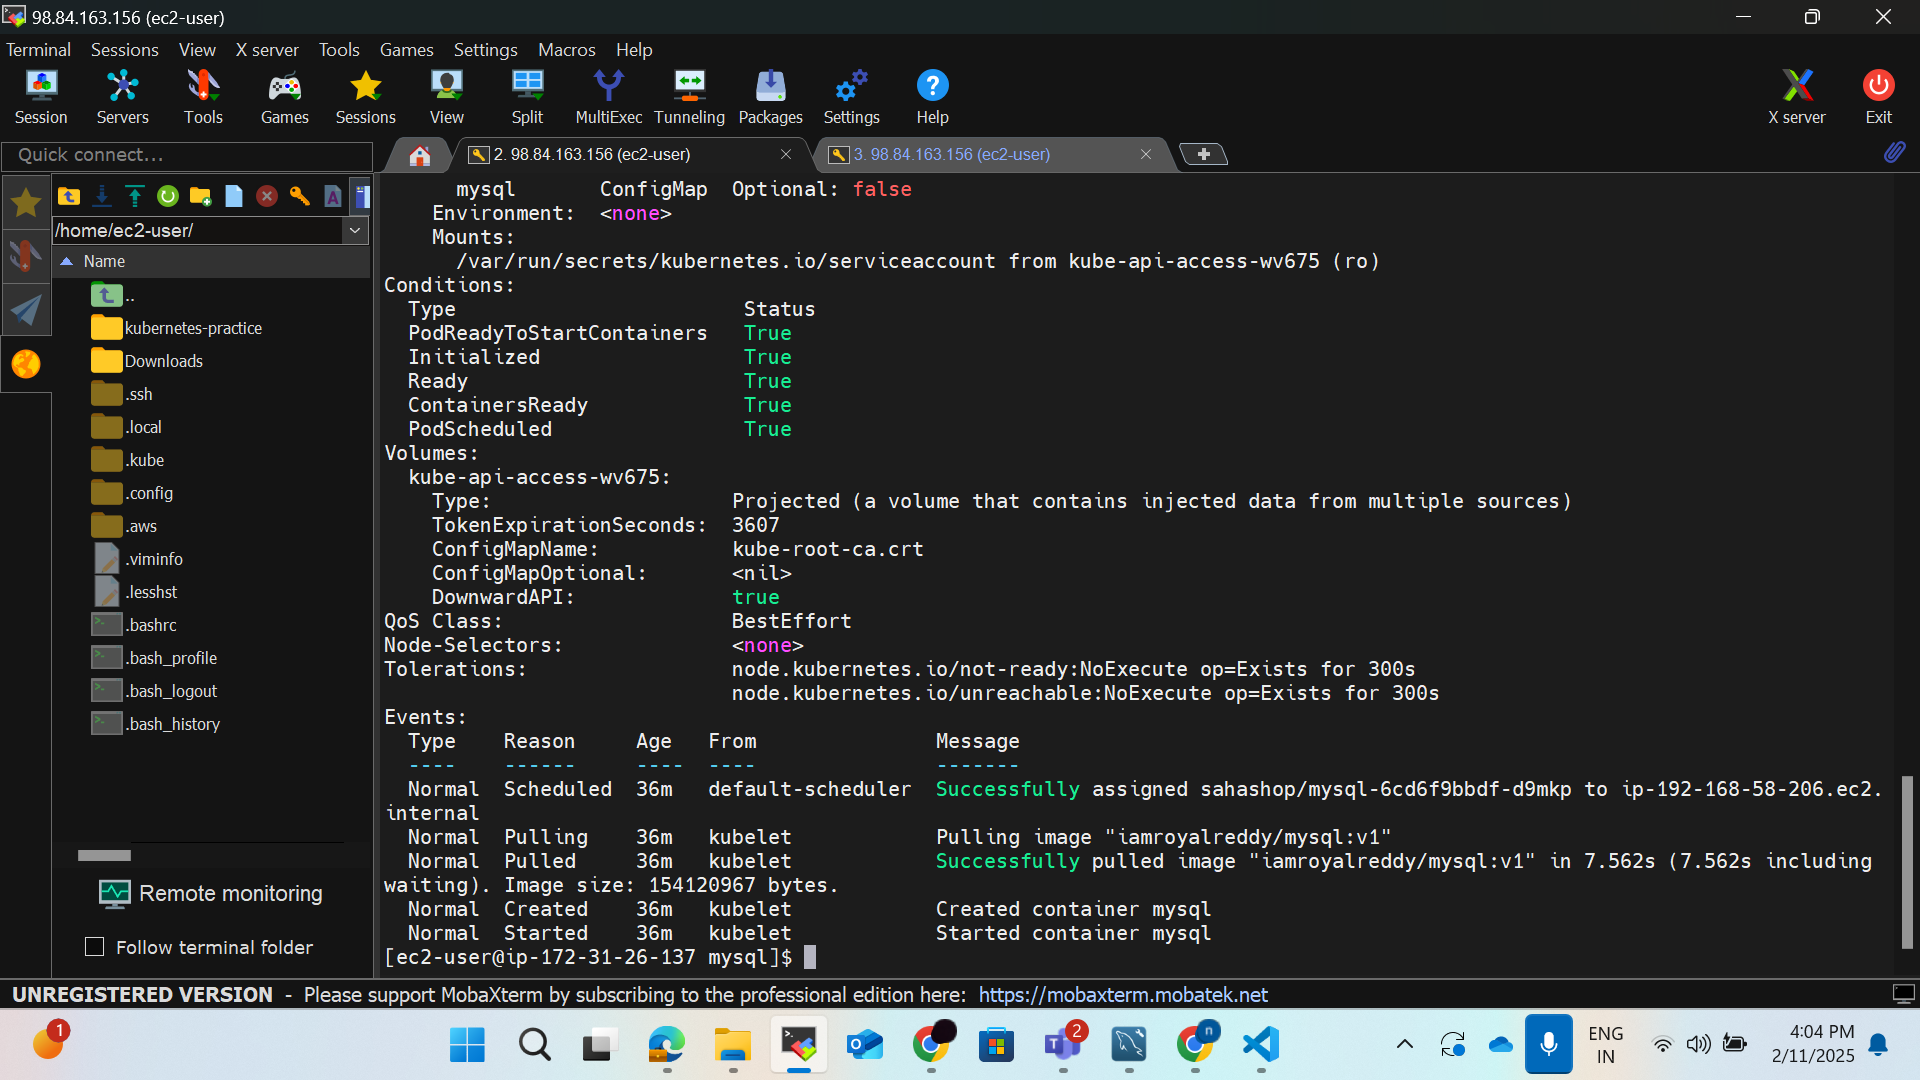 98.84.163.156 (ec2-user)
Terminal Sessions View X server Tools Games Settings Macros Help
Session Servers Tools Games Sessions View Split MultiExec Tunneling Packages Settings Help X server Exit
Quick connect...
2. 98.84.163.156 (ec2-user)
3. 98.84.163.156 (ec2-user)
/home/ec2-user/
Name
..
kubernetes-practice
Downloads
.ssh
.local
.kube
.config
.aws
.viminfo
.lesshst
.bashrc
.bash_profile
.bash_logout
.bash_history
Remote monitoring
Follow terminal folder
mysql ConfigMap Optional: false
Environment: <none>
Mounts:
/var/run/secrets/kubernetes.io/serviceaccount from kube-api-access-wv675 (ro)
Conditions:
Type Status
PodReadyToStartContainers True
Initialized True
Ready True
ContainersReady True
PodScheduled True
Volumes:
kube-api-access-wv675:
Type: Projected (a volume that contains injected data from multiple sources)
TokenExpirationSeconds: 3607
ConfigMapName: kube-root-ca.crt
ConfigMapOptional: <nil>
DownwardAPI: true
QoS Class: BestEffort
Node-Selectors: <none>
Tolerations: node.kubernetes.io/not-ready:NoExecute op=Exists for 300s
node.kubernetes.io/unreachable:NoExecute op=Exists for 300s
Events:
Type Reason Age From Message
---- ------ ---- ---- -------
Normal Scheduled 36m default-scheduler Successfully assigned sahashop/mysql-6cd6f9bbdf-d9mkp to ip-192-168-58-206.ec2.
internal
Normal Pulling 36m kubelet Pulling image "iamroyalreddy/mysql:v1"
Normal Pulled 36m kubelet Successfully pulled image "iamroyalreddy/mysql:v1" in 7.562s (7.562s including
waiting). Image size: 154120967 bytes.
Normal Created 36m kubelet Created container mysql
Normal Started 36m kubelet Started container mysql
[ec2-user@ip-172-31-26-137 mysql]$
UNREGISTERED VERSION - Please support MobaXterm by subscribing to the professional edition here: https://mobaxterm.mobatek.net
1
2
n
ENG
IN
4:04 PM
2/11/2025